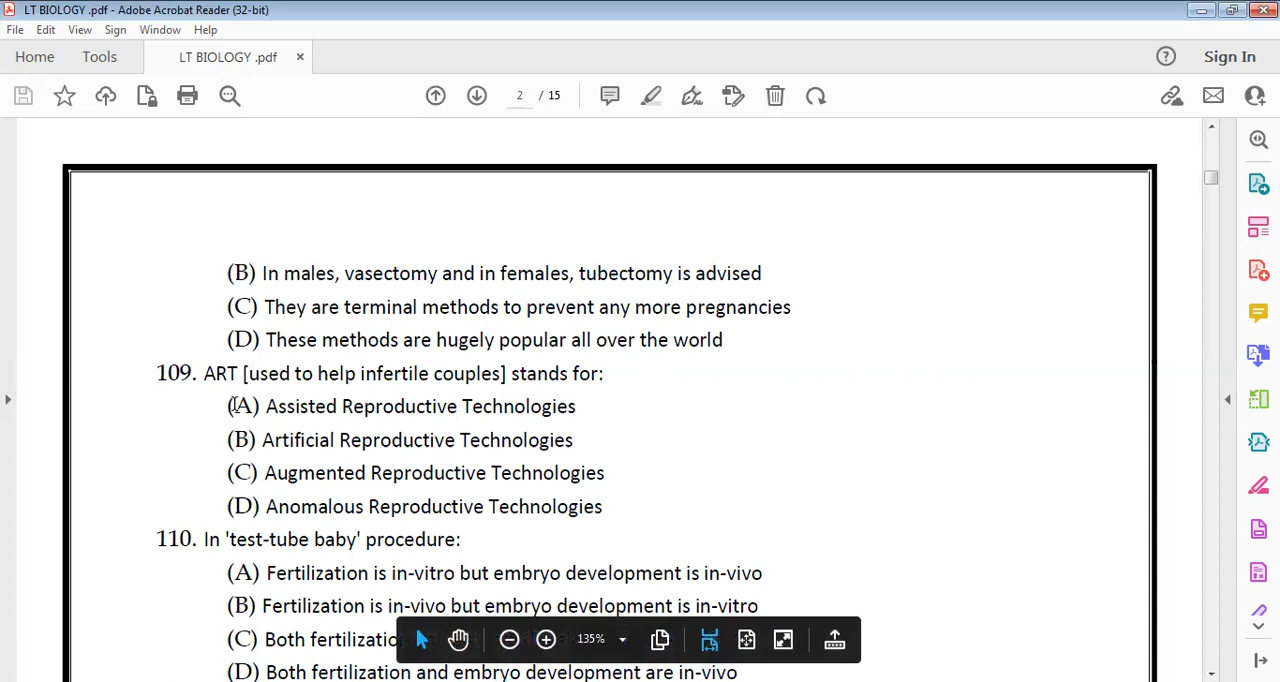 LT BIOLOGY .pdf - Adobe Acrobat Reader (32-bit)
File Edit View Sign Window Help
Home Tools LT BIOLOGY .pdf × Sign In
2 / 15
(B) In males, vasectomy and in females, tubectomy is advised
(C) They are terminal methods to prevent any more pregnancies
(D) These methods are hugely popular all over the world
109. ART [used to help infertile couples] stands for:
(A) Assisted Reproductive Technologies
(B) Artificial Reproductive Technologies
(C) Augmented Reproductive Technologies
(D) Anomalous Reproductive Technologies
110. In 'test-tube baby' procedure:
(A) Fertilization is in-vitro but embryo development is in-vivo
(B) Fertilization is in-vivo but embryo development is in-vitro
(C) Both
135%
(D) Both fertilization and embryo development are in-vivo